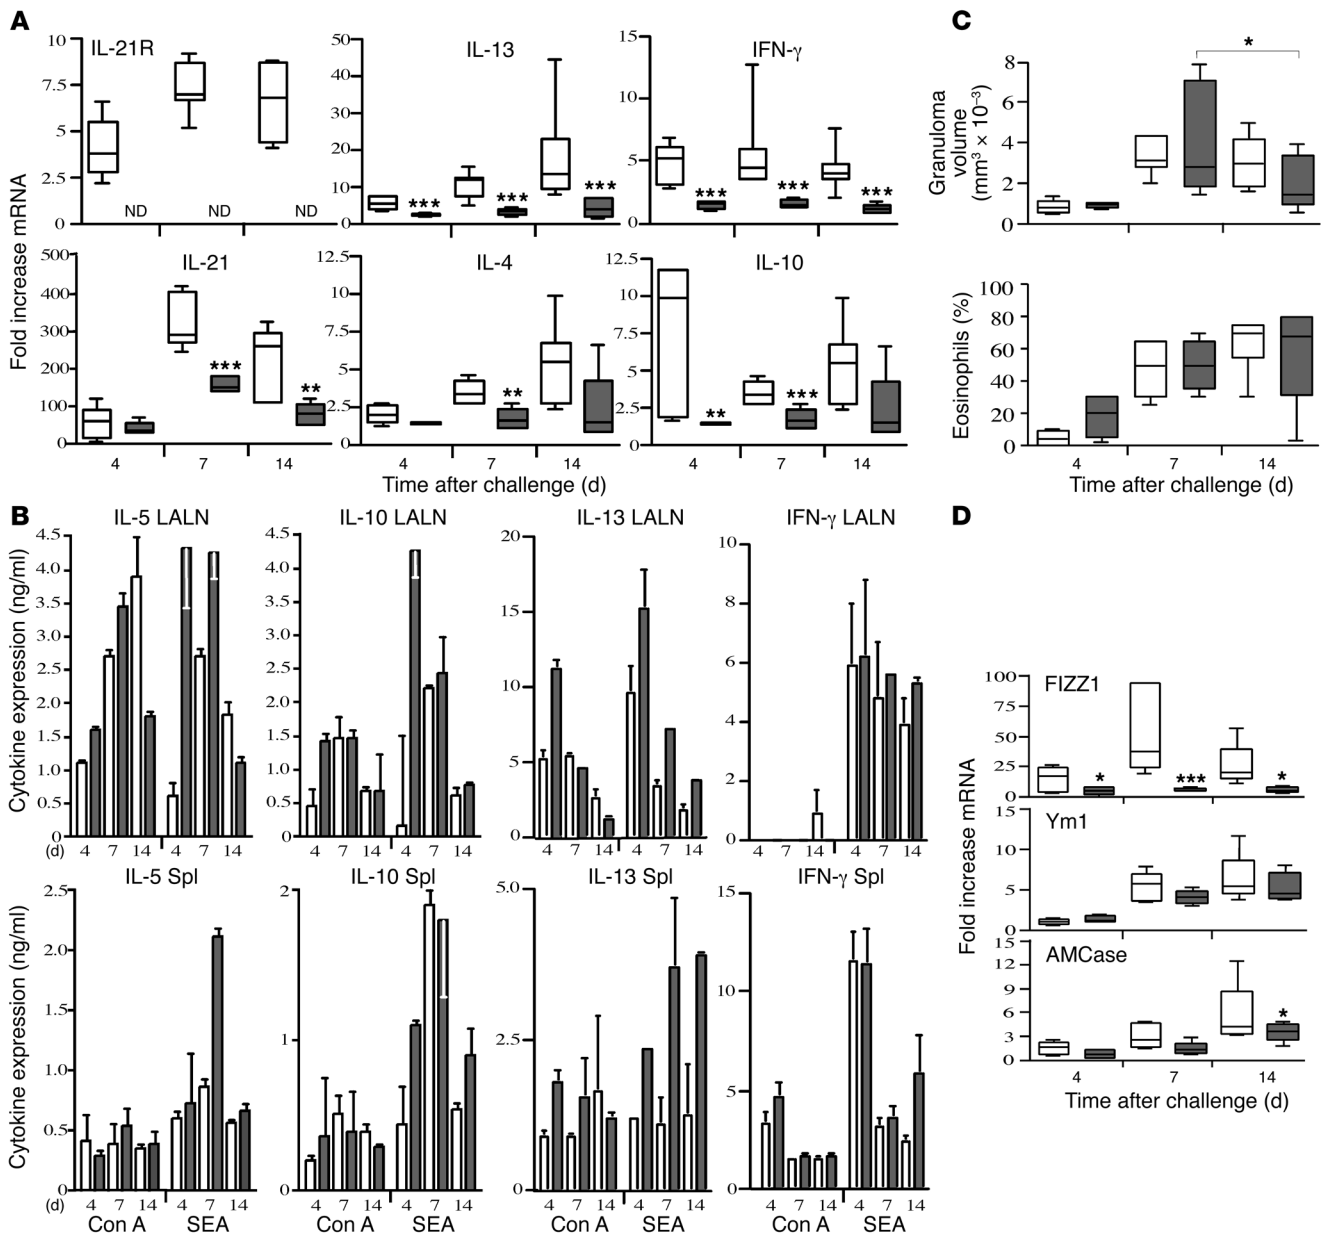 A
IL-21R
IL-13
IFN-γ
10
7.5
5
2.5
0
ND
ND
ND
50
40
30
20
10
0
***
***
***
15
10
5
0
***
***
***
Fold increase mRNA
IL-21
IL-4
IL-10
500
400
300
200
100
0
***
**
12.5
10
7.5
5
2.5
0
**
12.5
10
7.5
5
2.5
0
**
***
4 7 14
4 7 14
4 7 14
Time after challenge (d)
C
Granuloma
volume
(mm³ × 10⁻³)
8
6
4
2
0
*
Eosinophils (%)
100
80
60
40
20
0
4 7 14
Time after challenge (d)
B
IL-5 LALN
IL-10 LALN
IL-13 LALN
IFN-γ LALN
Cytokine expression (ng/ml)
4.5
4.0
3.5
3.0
2.5
2.0
1.5
1.0
0.5
0
(d) 4 7 14 4 7 14
4.5
4.0
3.5
3.0
2.5
2.0
1.5
1.0
0.5
0
4 7 14 4 7 14
20
15
10
5
0
4 7 14 4 7 14
10
8
6
4
2
0
4 7 14 4 7 14
IL-5 Spl
IL-10 Spl
IL-13 Spl
IFN-γ Spl
Cytokine expression (ng/ml)
2.5
2.0
1.5
1.0
0.5
0
(d) 4 7 14 4 7 14
Con A SEA
2
1
0
4 7 14 4 7 14
Con A SEA
5.0
2.5
0
4 7 14 4 7 14
Con A SEA
15
10
5
0
4 7 14 4 7 14
Con A SEA
D
Fold increase mRNA
FIZZ1
100
75
50
25
0
*
***
*
Ym1
15
10
5
0
AMCase
15
12
9
6
3
0
*
4 7 14
Time after challenge (d)